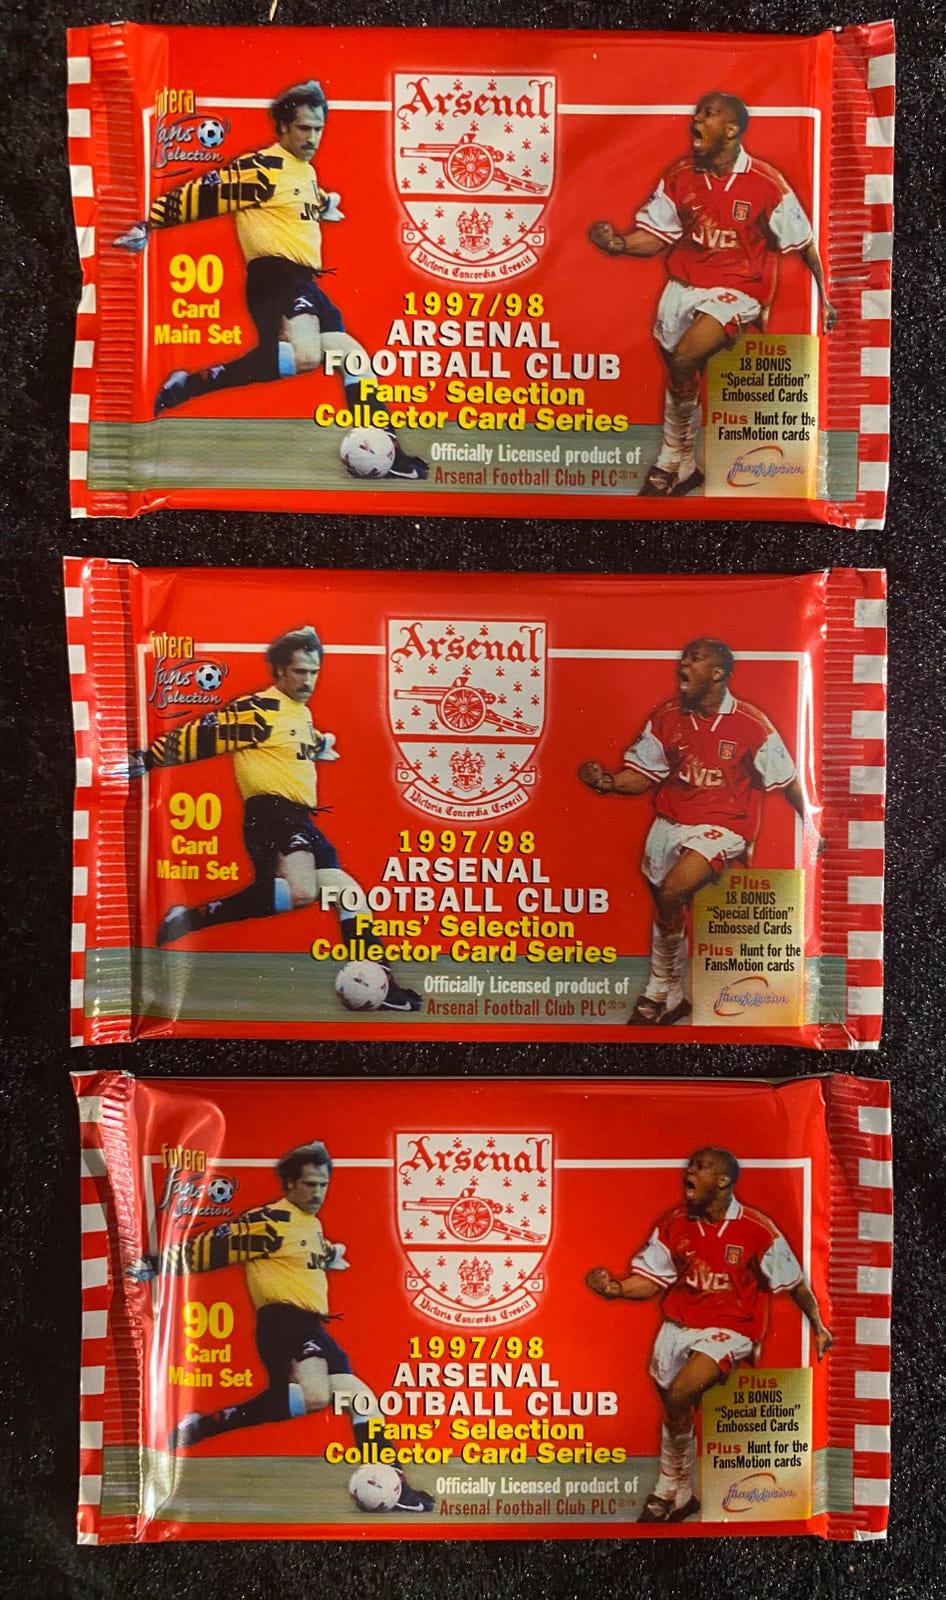 futera
fans
Selection
Arsenal
Victoria Concordia Crescit
JVC
90
Card
Main Set
1997/98
ARSENAL
FOOTBALL CLUB
Fans' Selection
Collector Card Series
Officially Licensed product of
Arsenal Football Club PLC®™
Plus
18 BONUS
"Special Edition"
Embossed Cards
Plus Hunt for the
FansMotion cards
fansMotion
futera
fans
Selection
Arsenal
Victoria Concordia Crescit
JVC
90
Card
Main Set
1997/98
ARSENAL
FOOTBALL CLUB
Fans' Selection
Collector Card Series
Officially Licensed product of
Arsenal Football Club PLC®™
Plus
18 BONUS
"Special Edition"
Embossed Cards
Plus Hunt for the
FansMotion cards
fansMotion
futera
fans
Selection
Arsenal
Victoria Concordia Crescit
JVC
90
Card
Main Set
1997/98
ARSENAL
FOOTBALL CLUB
Fans' Selection
Collector Card Series
Officially Licensed product of
Arsenal Football Club PLC®™
Plus
18 BONUS
"Special Edition"
Embossed Cards
Plus Hunt for the
FansMotion cards
fansMotion